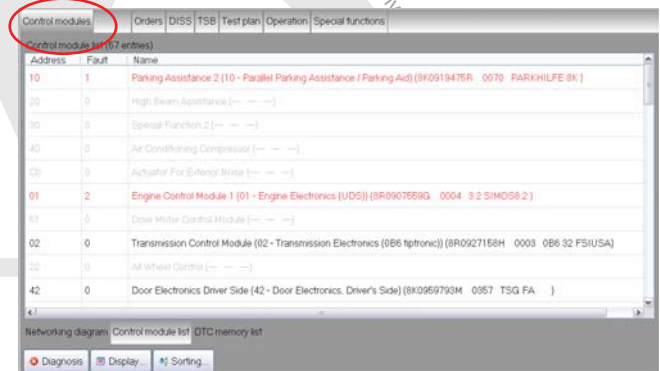 Control modules Orders DISS TSB Test plan Operation Special functions
Control module list (57 entries)
Address Fault Name
10 1 Parking Assistance 2 (10 - Parallel Parking Assistance / Parking Aid) (8K0919475R 0070 PARKHILFE 8K )
20 0 High Beam Assistance (--- --- ---)
30 0 Special Function 2 (--- --- ---)
40 0 Air Conditioning Compressor (--- --- ---)
0 Actuator For Exterior Noise (--- --- ---)
01 2 Engine Control Module 1 (01 - Engine Electronics (UDS)) (8R0907559G 0004 3.2 SIMOS8.2 )
51 0 Drive Motor Control Module (--- --- ---)
02 0 Transmission Control Module (02 - Transmission Electronics (0B6 tiptronic)) (8R0927158H 0003 0B6 32 FSIUSA)
22 0 All Wheel Control (--- --- ---)
42 0 Door Electronics Driver Side (42 - Door Electronics, Driver's Side) (8K0959793M 0357 TSG FA )
Networking diagram Control module list DTC memory list
Diagnosis Display... Sorting...